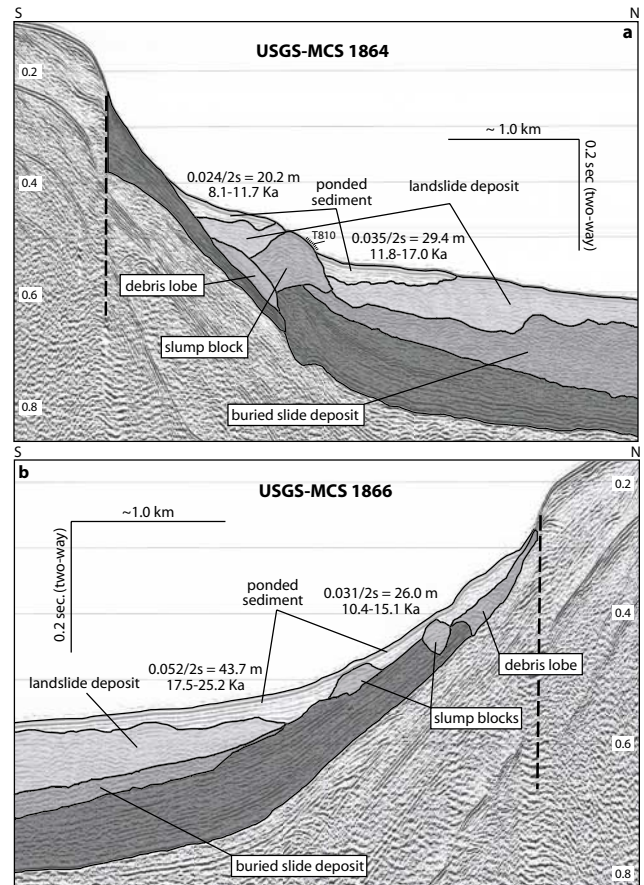 S
N
a
USGS-MCS 1864
0.2
~ 1.0 km
0.2 sec (two-way)
0.4
0.024/2s = 20.2 m
8.1-11.7 Ka
ponded
sediment
landslide deposit
T810
0.035/2s = 29.4 m
11.8-17.0 Ka
debris lobe
0.6
slump block
buried slide deposit
0.8
S
N
b
USGS-MCS 1866
0.2
~1.0 km
0.2 sec. (two-way)
ponded
sediment
0.031/2s = 26.0 m
10.4-15.1 Ka
0.4
0.052/2s = 43.7 m
17.5-25.2 Ka
landslide deposit
debris lobe
slump blocks
0.6
buried slide deposit
0.8